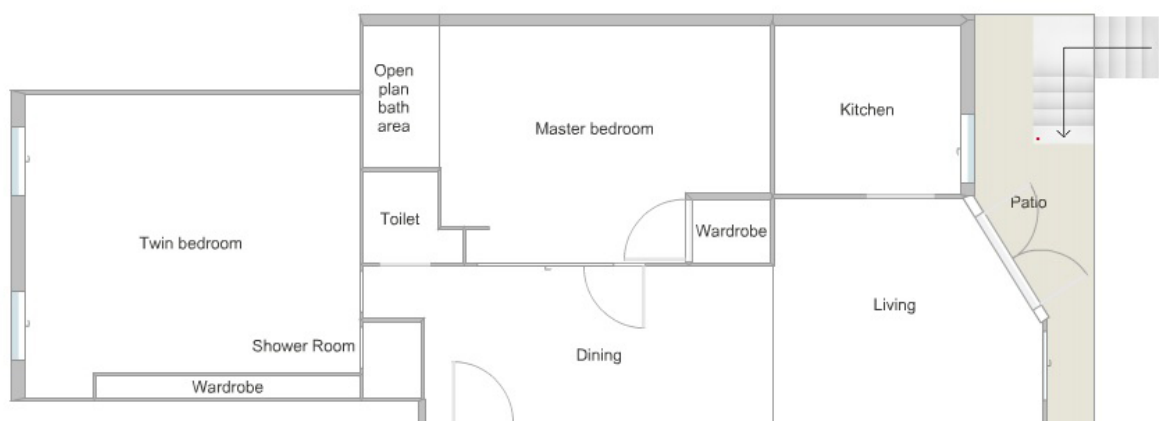 Open
plan
bath
area
Master bedroom
Kitchen
Patio
Toilet
Wardrobe
Twin bedroom
Living
Shower Room
Dining
Wardrobe